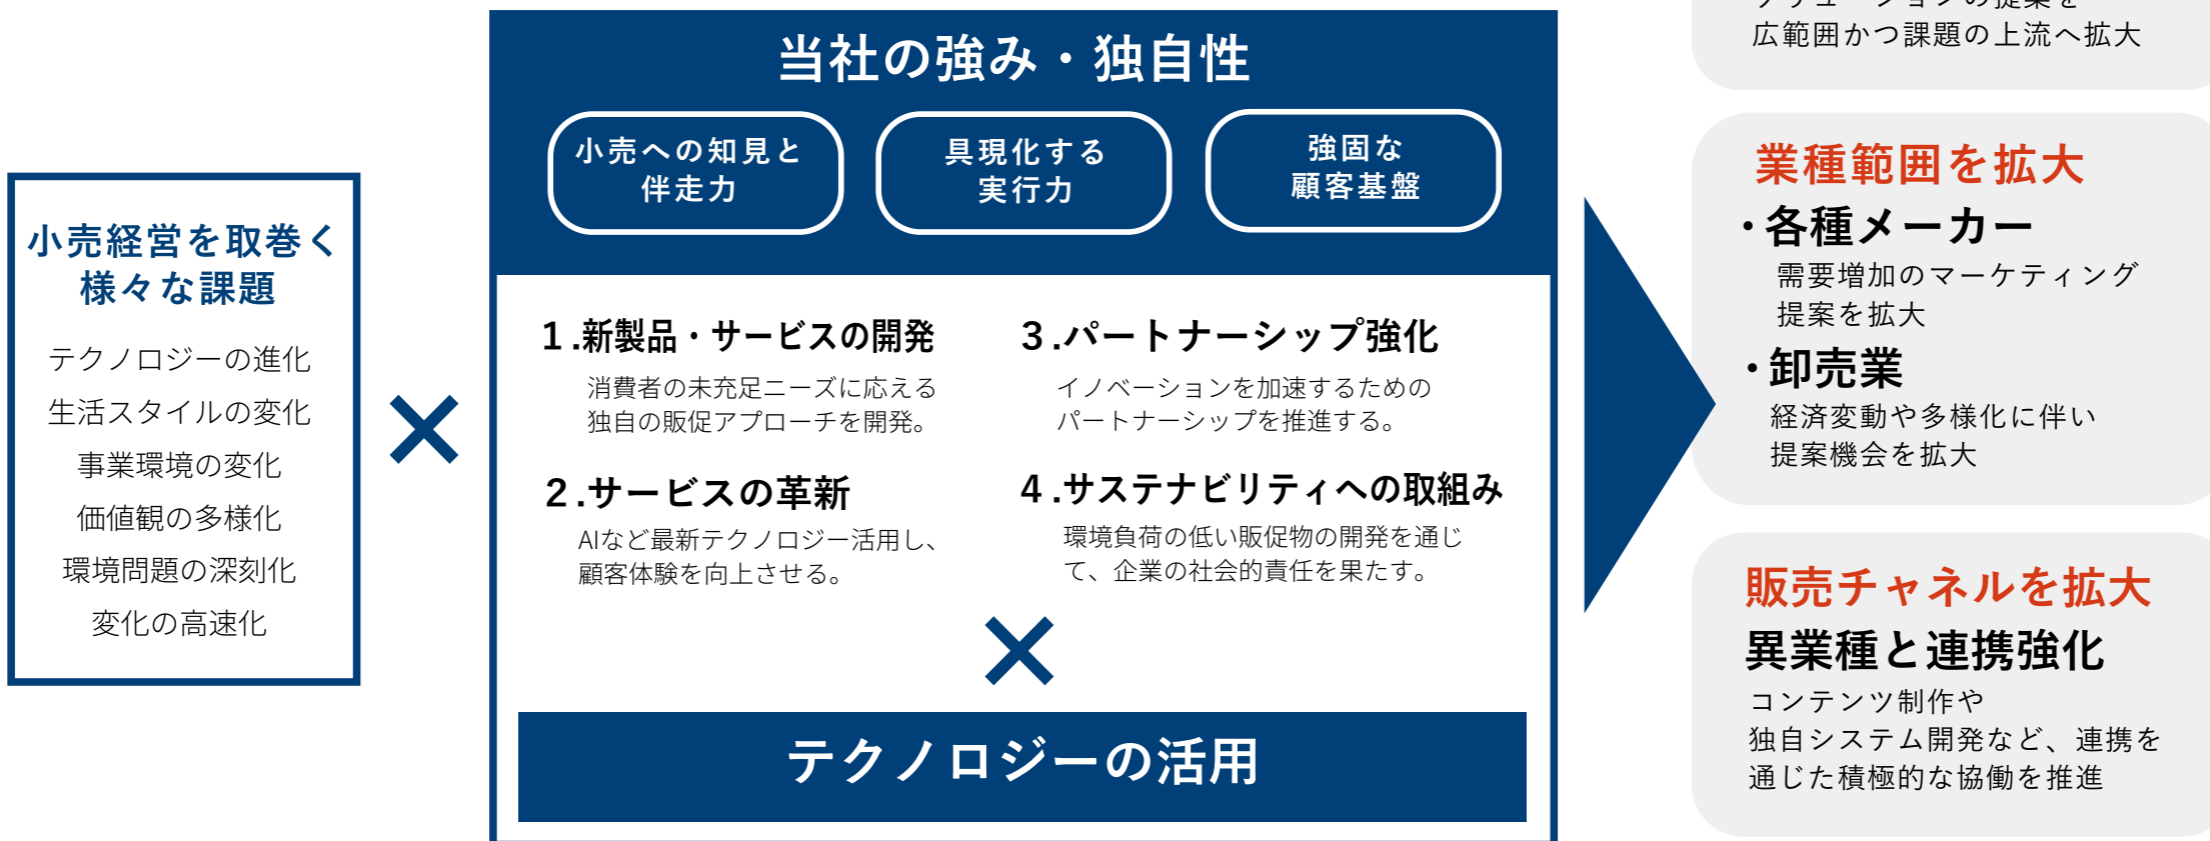 小売経営を取巻く
様々な課題
テクノロジーの進化
生活スタイルの変化
事業環境の変化
価値観の多様化
環境問題の深刻化
変化の高速化
×
当社の強み・独自性
小売への知見と
伴走力
具現化する
実行力
強固な
顧客基盤
1.新製品・サービスの開発
消費者の未充足ニーズに応える
独自の販促アプローチを開発。
2.サービスの革新
AIなど最新テクノロジー活用し、
顧客体験を向上させる。
3.パートナーシップ強化
イノベーションを加速するための
パートナーシップを推進する。
4.サステナビリティへの取組み
環境負荷の低い販促物の開発を通じ
て、企業の社会的責任を果たす。
×
テクノロジーの活用
広範囲かつ課題の上流へ拡大
業種範囲を拡大
・各種メーカー
需要増加のマーケティング
提案を拡大
・卸売業
経済変動や多様化に伴い
提案機会を拡大
販売チャネルを拡大
異業種と連携強化
コンテンツ制作や
独自システム開発など、連携を
通じた積極的な協働を推進